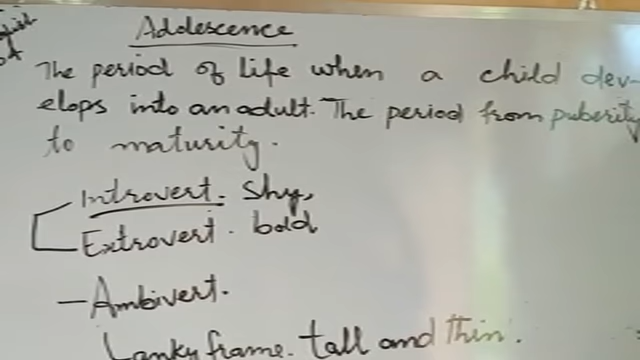 Adolescence
The period of life when a child dev-
elops into an adult. The period from puberity
to maturity.
Introvert. Shy,
Extrovert. bold
- Ambivert.
Lanky frame. tall and thin.